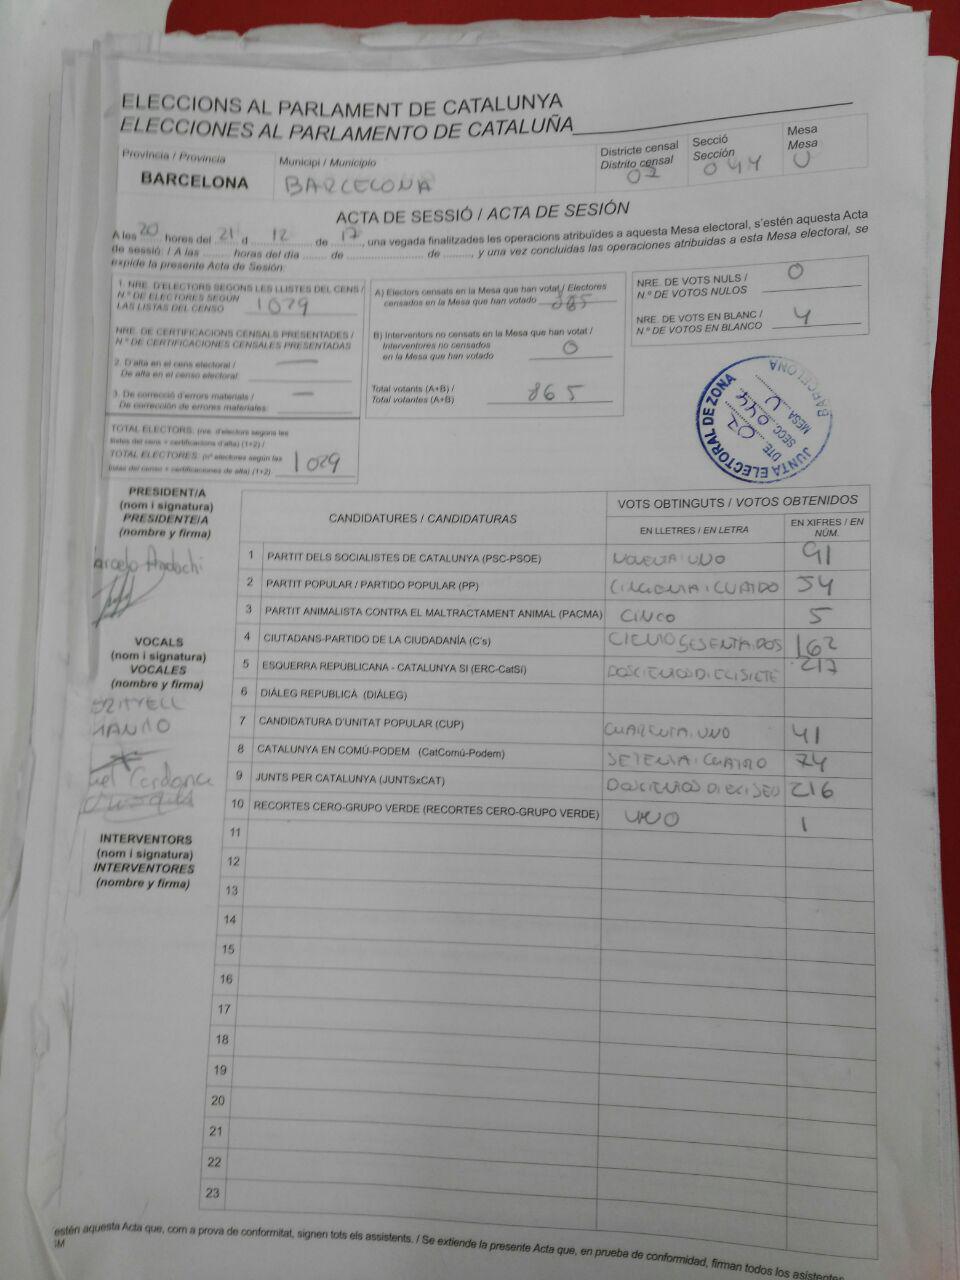 ELECCIONS AL PARLAMENT DE CATALUNYA
ELECCIONES AL PARLAMENTO DE CATALUÑA
Província / Provincia
BARCELONA
Municipi / Municipio
BARCELONA
Districte censal
Distrito censal
02
Secció
Sección
044
Mesa
Mesa
U
ACTA DE SESSIÓ / ACTA DE SESIÓN
A les 20 hores del 21 d 12 de 17, una vegada finalitzades les operacions atribuïdes a aquesta Mesa electoral, s'estén aquesta Acta
de sessió: / A las ........ horas del día ....... de ....................... de ........., y una vez concluidas las operaciones atribuidas a esta Mesa electoral, se
expide la presente Acta de Sesión:
1. NRE. D'ELECTORS SEGONS LES LLISTES DEL CENS /
N.º DE ELECTORES SEGÚN
LAS LISTAS DEL CENSO
1029
NRE. DE CERTIFICACIONS CENSALS PRESENTADES /
N.º DE CERTIFICACIONES CENSALES PRESENTADAS
2. D'alta en el cens electoral /
De alta en el censo electoral:
—
3. De correcció d'errors materials /
De corrección de errores materiales:
—
TOTAL ELECTORS: (nre. d'electors segons les
llistes del cens + certificacions d'alta) (1+2) /
TOTAL ELECTORES: (nº electores según las
listas del censo + certificaciones de alta) (1+2)
1029
A) Electors censats en la Mesa que han votat / Electores
censados en la Mesa que han votado
865
B) Interventors no censats en la Mesa que han votat /
Interventores no censados
en la Mesa que han votado
0
Total votants (A+B) /
Total votantes (A+B)
865
NRE. DE VOTS NULS /
N.º DE VOTOS NULOS
0
NRE. DE VOTS EN BLANC /
N.º DE VOTOS EN BLANCO
4
JUNTA ELECTORAL DE ZONA
BARCELONA
DTE. 02
SECC. 044
MESA U
PRESIDENT/A
(nom i signatura)
PRESIDENTE/A
(nombre y firma)
VOCALS
(nom i signatura)
VOCALES
(nombre y firma)
Cardona
INTERVENTORS
(nom i signatura)
INTERVENTORES
(nombre y firma)
CANDIDATURES / CANDIDATURAS
VOTS OBTINGUTS / VOTOS OBTENIDOS
EN LLETRES / EN LETRA
EN XIFRES / EN NÚM.
1 PARTIT DELS SOCIALISTES DE CATALUNYA (PSC-PSOE) NOVENTA I UNO 91
2 PARTIT POPULAR / PARTIDO POPULAR (PP) CINCUENTA I CUATRO 54
3 PARTIT ANIMALISTA CONTRA EL MALTRACTAMENT ANIMAL (PACMA) CINCO 5
4 CIUTADANS-PARTIDO DE LA CIUDADANÍA (C's) CIENTO SESENTA DOS 162
5 ESQUERRA REPUBLICANA - CATALUNYA SI (ERC-CatSí) DOSCIENTOS DIECISIETE 217
6 DIÀLEG REPUBLICÀ (DIÀLEG)
7 CANDIDATURA D'UNITAT POPULAR (CUP) CUARENTA I UNO 41
8 CATALUNYA EN COMÚ-PODEM (CatComú-Podem) SETENTA I CUATRO 74
9 JUNTS PER CATALUNYA (JUNTSxCAT) DOSCIENTOS DIECISEIS 216
10 RECORTES CERO-GRUPO VERDE (RECORTES CERO-GRUPO VERDE) UNO 1
11
12
13
14
15
16
17
18
19
20
21
22
23
estén aquesta Acta que, com a prova de conformitat, signen tots els assistents. / Se extiende la presente Acta que, en prueba de conformidad, firman todos los asistentes